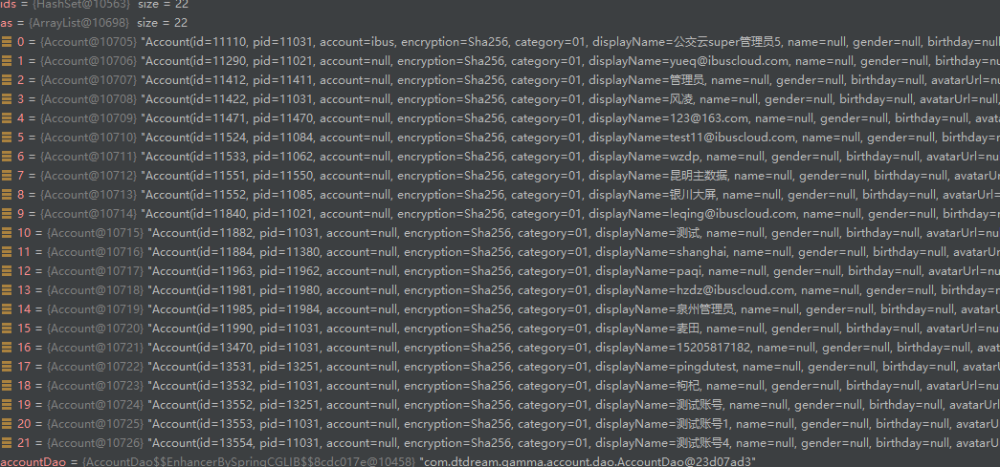 ids = {HashSet@10563} size = 22
as = {ArrayList@10698} size = 22
0 = {Account@10705} "Account(id=11110, pid=11031, account=ibus, encryption=Sha256, category=01, displayName=公交云super管理员5, name=null, gender=null, birthday=null
1 = {Account@10706} "Account(id=11290, pid=11021, account=null, encryption=Sha256, category=01, displayName=yueq@ibuscloud.com, name=null, gender=null, birthday=nu
2 = {Account@10707} "Account(id=11412, pid=11411, account=null, encryption=Sha256, category=01, displayName=管理员, name=null, gender=null, birthday=null, avatarUrl=nu
3 = {Account@10708} "Account(id=11422, pid=11031, account=null, encryption=Sha256, category=01, displayName=风凌, name=null, gender=null, birthday=null, avatarUrl=null,
4 = {Account@10709} "Account(id=11471, pid=11470, account=null, encryption=Sha256, category=01, displayName=123@163.com, name=null, gender=null, birthday=null, avata
5 = {Account@10710} "Account(id=11524, pid=11084, account=null, encryption=Sha256, category=01, displayName=test11@ibuscloud.com, name=null, gender=null, birthday=n
6 = {Account@10711} "Account(id=11533, pid=11062, account=null, encryption=Sha256, category=01, displayName=wzdp, name=null, gender=null, birthday=null, avatarUrl=n
7 = {Account@10712} "Account(id=11551, pid=11550, account=null, encryption=Sha256, category=01, displayName=昆明主数据, name=null, gender=null, birthday=null, avatarU
8 = {Account@10713} "Account(id=11552, pid=11085, account=null, encryption=Sha256, category=01, displayName=银川大屏, name=null, gender=null, birthday=null, avatarUrl=
9 = {Account@10714} "Account(id=11840, pid=11021, account=null, encryption=Sha256, category=01, displayName=leqing@ibuscloud.com, name=null, gender=null, birthday=n
10 = {Account@10715} "Account(id=11882, pid=11031, account=null, encryption=Sha256, category=01, displayName=测试, name=null, gender=null, birthday=null, avatarUrl=nu
11 = {Account@10716} "Account(id=11884, pid=11380, account=null, encryption=Sha256, category=01, displayName=shanghai, name=null, gender=null, birthday=null, avatarU
12 = {Account@10717} "Account(id=11963, pid=11962, account=null, encryption=Sha256, category=01, displayName=paqi, name=null, gender=null, birthday=null, avatarUrl=nu
13 = {Account@10718} "Account(id=11981, pid=11980, account=null, encryption=Sha256, category=01, displayName=hzdz@ibuscloud.com, name=null, gender=null, birthday=n
14 = {Account@10719} "Account(id=11985, pid=11984, account=null, encryption=Sha256, category=01, displayName=泉州管理员, name=null, gender=null, birthday=null, avatarU
15 = {Account@10720} "Account(id=11990, pid=11031, account=null, encryption=Sha256, category=01, displayName=麦田, name=null, gender=null, birthday=null, avatarUrl=nu
16 = {Account@10721} "Account(id=13470, pid=11031, account=null, encryption=Sha256, category=01, displayName=15205817182, name=null, gender=null, birthday=null, avat
17 = {Account@10722} "Account(id=13531, pid=13251, account=null, encryption=Sha256, category=01, displayName=pingdutest, name=null, gender=null, birthday=null, avatar
18 = {Account@10723} "Account(id=13532, pid=11031, account=null, encryption=Sha256, category=01, displayName=柯杞, name=null, gender=null, birthday=null, avatarUrl=nu
19 = {Account@10724} "Account(id=13552, pid=13251, account=null, encryption=Sha256, category=01, displayName=测试账号, name=null, gender=null, birthday=null, avatarUrl=
20 = {Account@10725} "Account(id=13553, pid=11031, account=null, encryption=Sha256, category=01, displayName=测试账号1, name=null, gender=null, birthday=null, avatarUr
21 = {Account@10726} "Account(id=13554, pid=11031, account=null, encryption=Sha256, category=01, displayName=测试账号4, name=null, gender=null, birthday=null, avatarUr
accountDao = {AccountDao$$EnhancerBySpringCGLIB$$8cdc017e@10458} "com.dtdream.gamma.account.dao.AccountDao@23d07ad3"